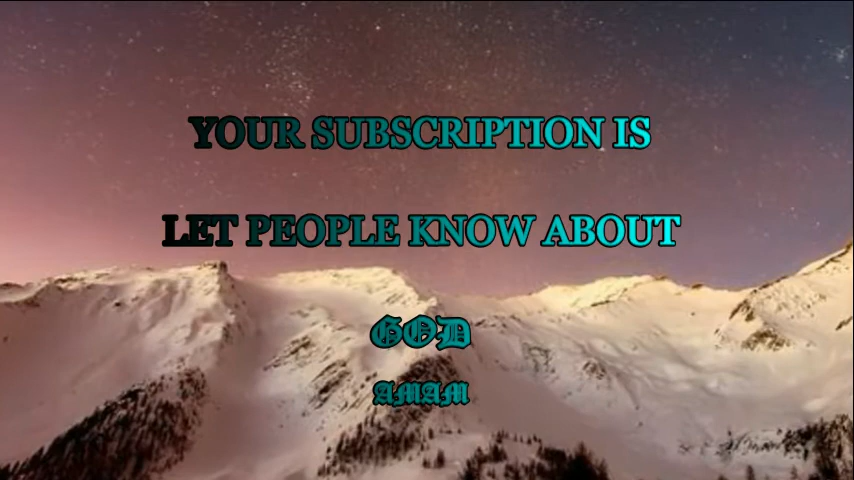 YOUR SUBSCRIPTION IS
LET PEOPLE KNOW ABOUT
GOD
AMAM